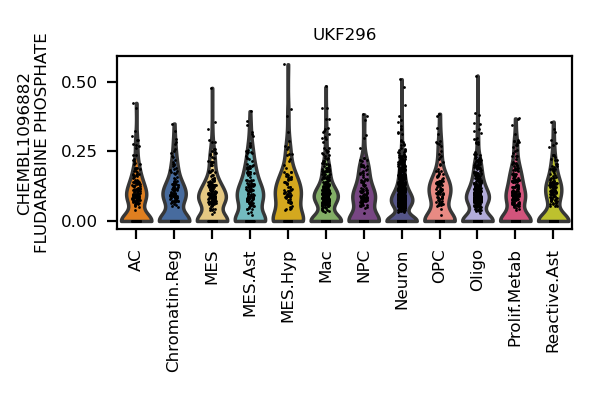 UKF296
CHEMBL1096882
FLUDARABINE PHOSPHATE
0.50
0.25
0.00
AC
Chromatin.Reg
MES
MES.Ast
MES.Hyp
Mac
NPC
Neuron
OPC
Oligo
Prolif.Metab
Reactive.Ast